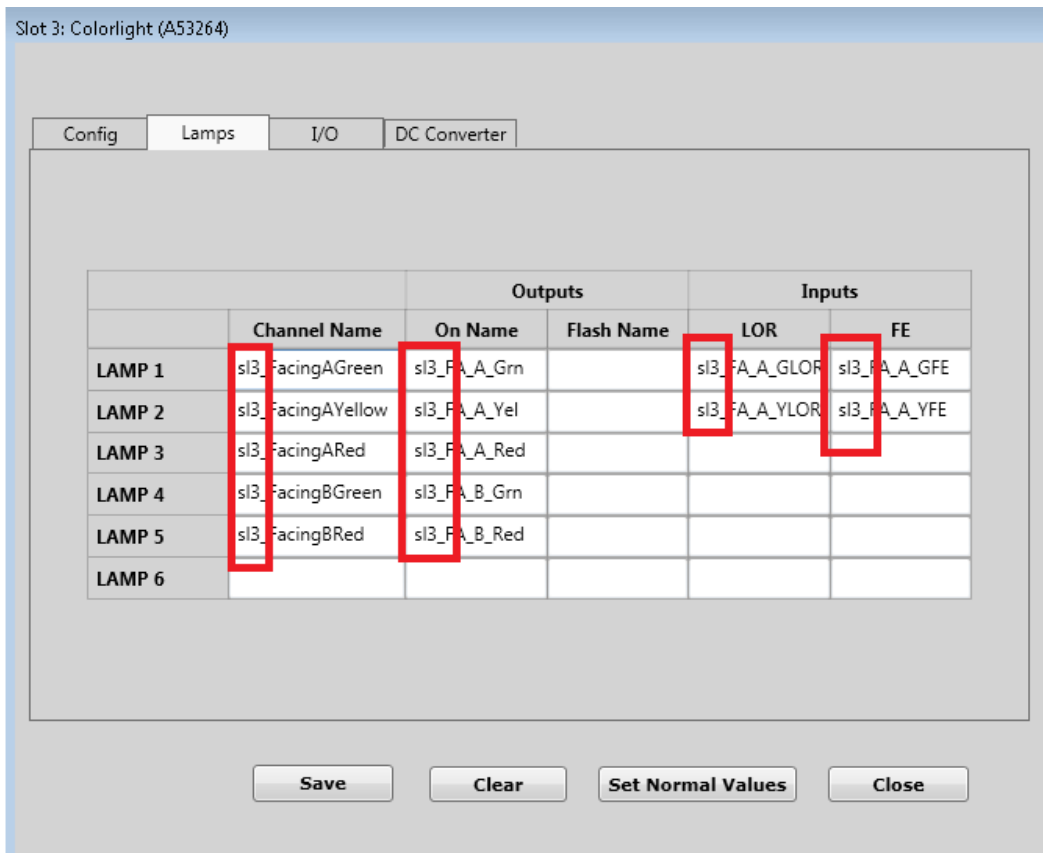 Slot 3: Colorlight (A53264)
Config Lamps I/O DC Converter
Outputs Inputs
Channel Name On Name Flash Name LOR FE
LAMP 1 sl3_FacingAGreen sl3_FA_A_Grn sl3_FA_A_GLOR sl3_FA_A_GFE
LAMP 2 sl3_FacingAYellow sl3_FA_A_Yel sl3_FA_A_YLOR sl3_FA_A_YFE
LAMP 3 sl3_FacingARed sl3_FA_A_Red
LAMP 4 sl3_FacingBGreen sl3_FA_B_Grn
LAMP 5 sl3_FacingBRed sl3_FA_B_Red
LAMP 6
Save Clear Set Normal Values Close